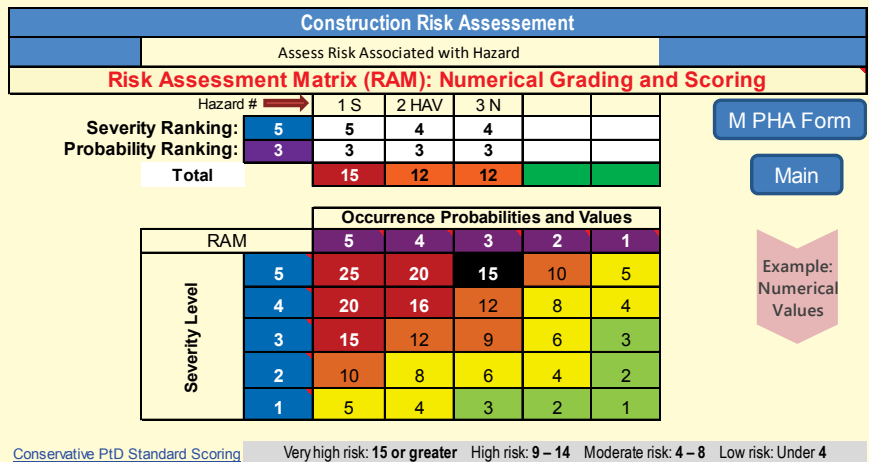 Construction Risk Assessement
Assess Risk Associated with Hazard
Risk Assessment Matrix (RAM): Numerical Grading and Scoring
Hazard # 1 S 2 HAV 3 N
Severity Ranking: 5 5 4 4
Probability Ranking: 3 3 3 3
Total 15 12 12
M PHA Form
Main
Occurrence Probabilities and Values
RAM 5 4 3 2 1
Severity Level
5 25 20 15 10 5
4 20 16 12 8 4
3 15 12 9 6 3
2 10 8 6 4 2
1 5 4 3 2 1
Example:
Numerical
Values
Conservative PtD Standard Scoring Very high risk: 15 or greater High risk: 9 – 14 Moderate risk: 4 – 8 Low risk: Under 4